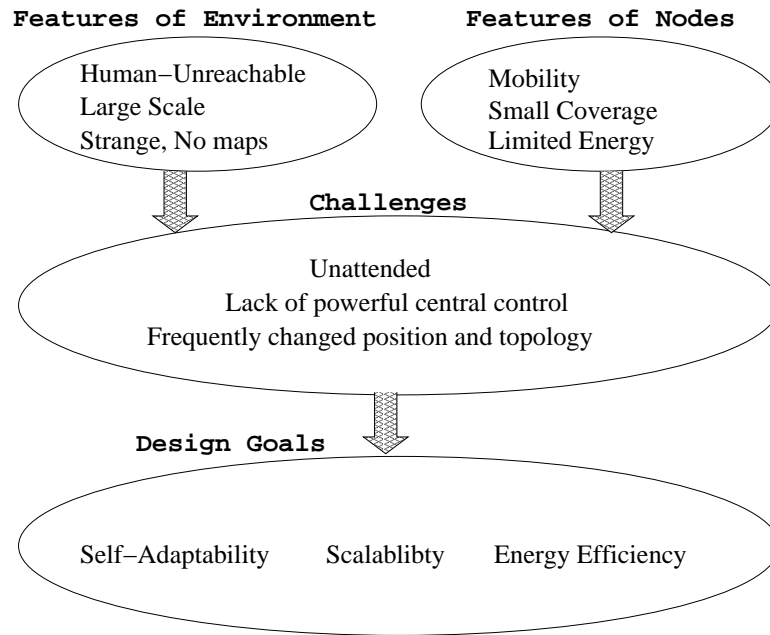 Features of Environment
Features of Nodes
Human−Unreachable
Large Scale
Strange, No maps
Mobility
Small Coverage
Limited Energy
Challenges
Unattended
Lack of powerful central control
Frequently changed position and topology
Design Goals
Self−Adaptability
Scalablibty
Energy Efficiency